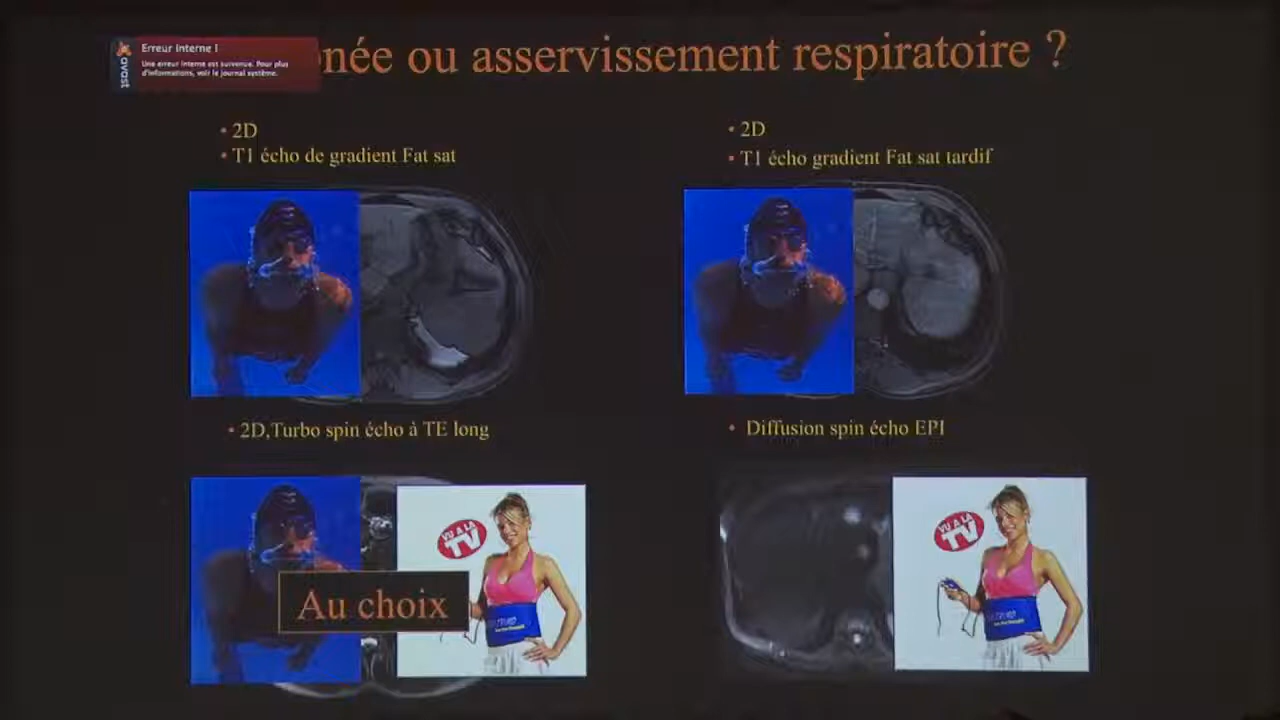 Erreur Interne !
Une erreur interne est survenue. Pour plus
d'informations, voir le journal système.
avast
née ou asservissement respiratoire ?
• 2D
• T1 écho de gradient Fat sat
• 2D
• T1 écho gradient Fat sat tardif
• 2D,Turbo spin écho à TE long
• Diffusion spin écho EPI
VU A LA
TV
Au choix
VU A LA
TV